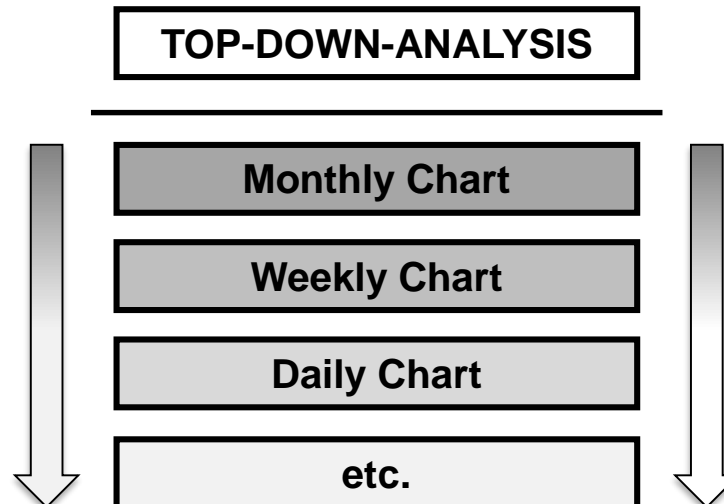 TOP-DOWN-ANALYSIS
Monthly Chart
Weekly Chart
Daily Chart
etc.